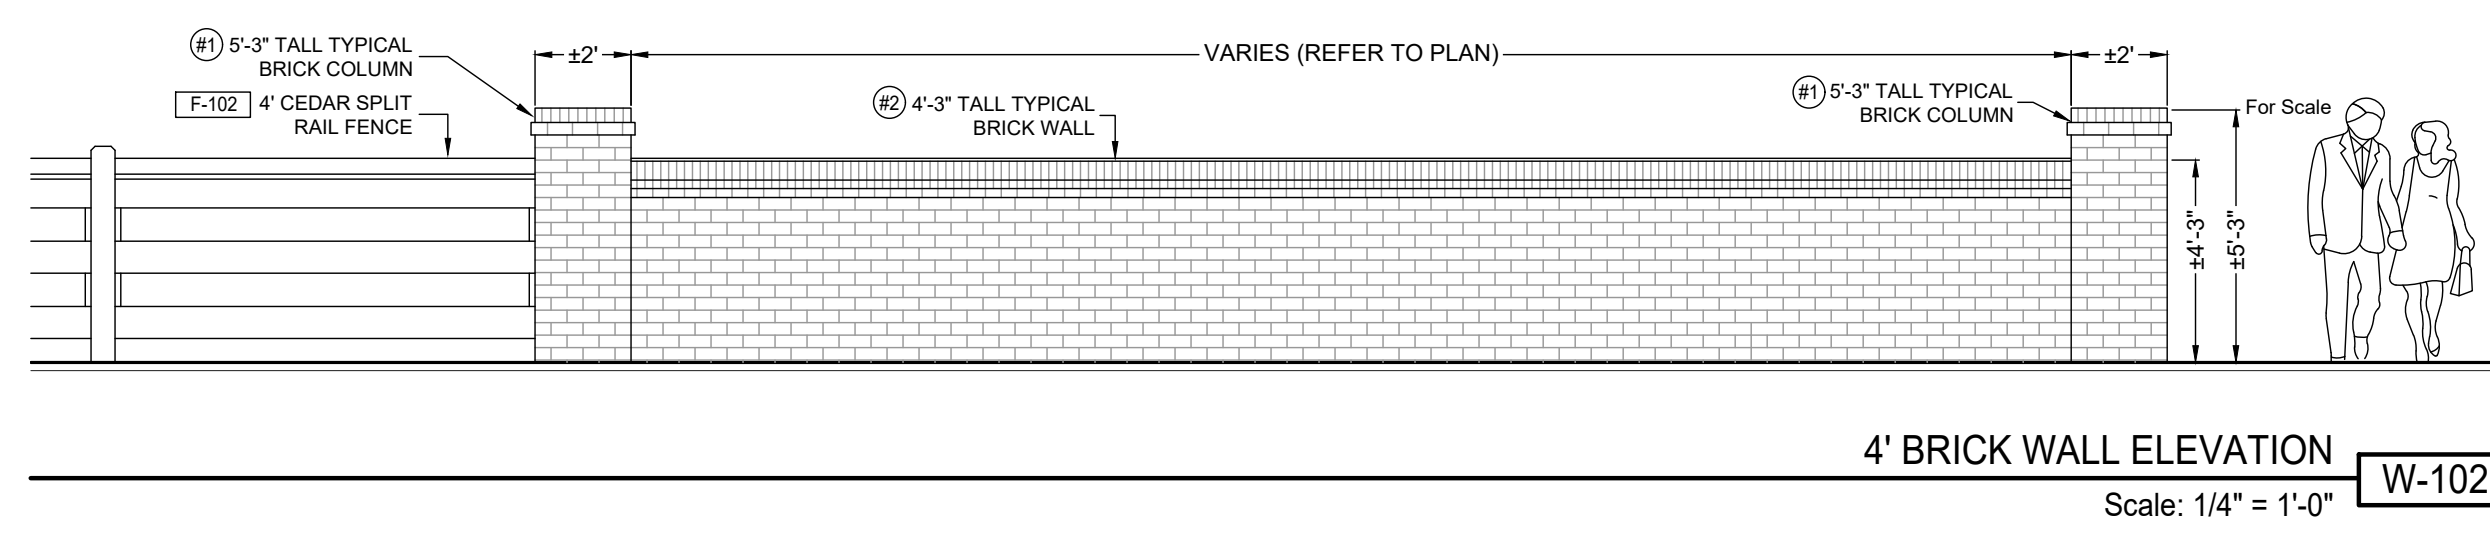 #1 5'-3" TALL TYPICAL
BRICK COLUMN
F-102 4' CEDAR SPLIT
RAIL FENCE
±2'
VARIES (REFER TO PLAN)
#2 4'-3" TALL TYPICAL
BRICK WALL
±2'
#1 5'-3" TALL TYPICAL
BRICK COLUMN
For Scale
±4'-3"
±5'-3"
4' BRICK WALL ELEVATION
W-102
Scale: 1/4" = 1'-0"